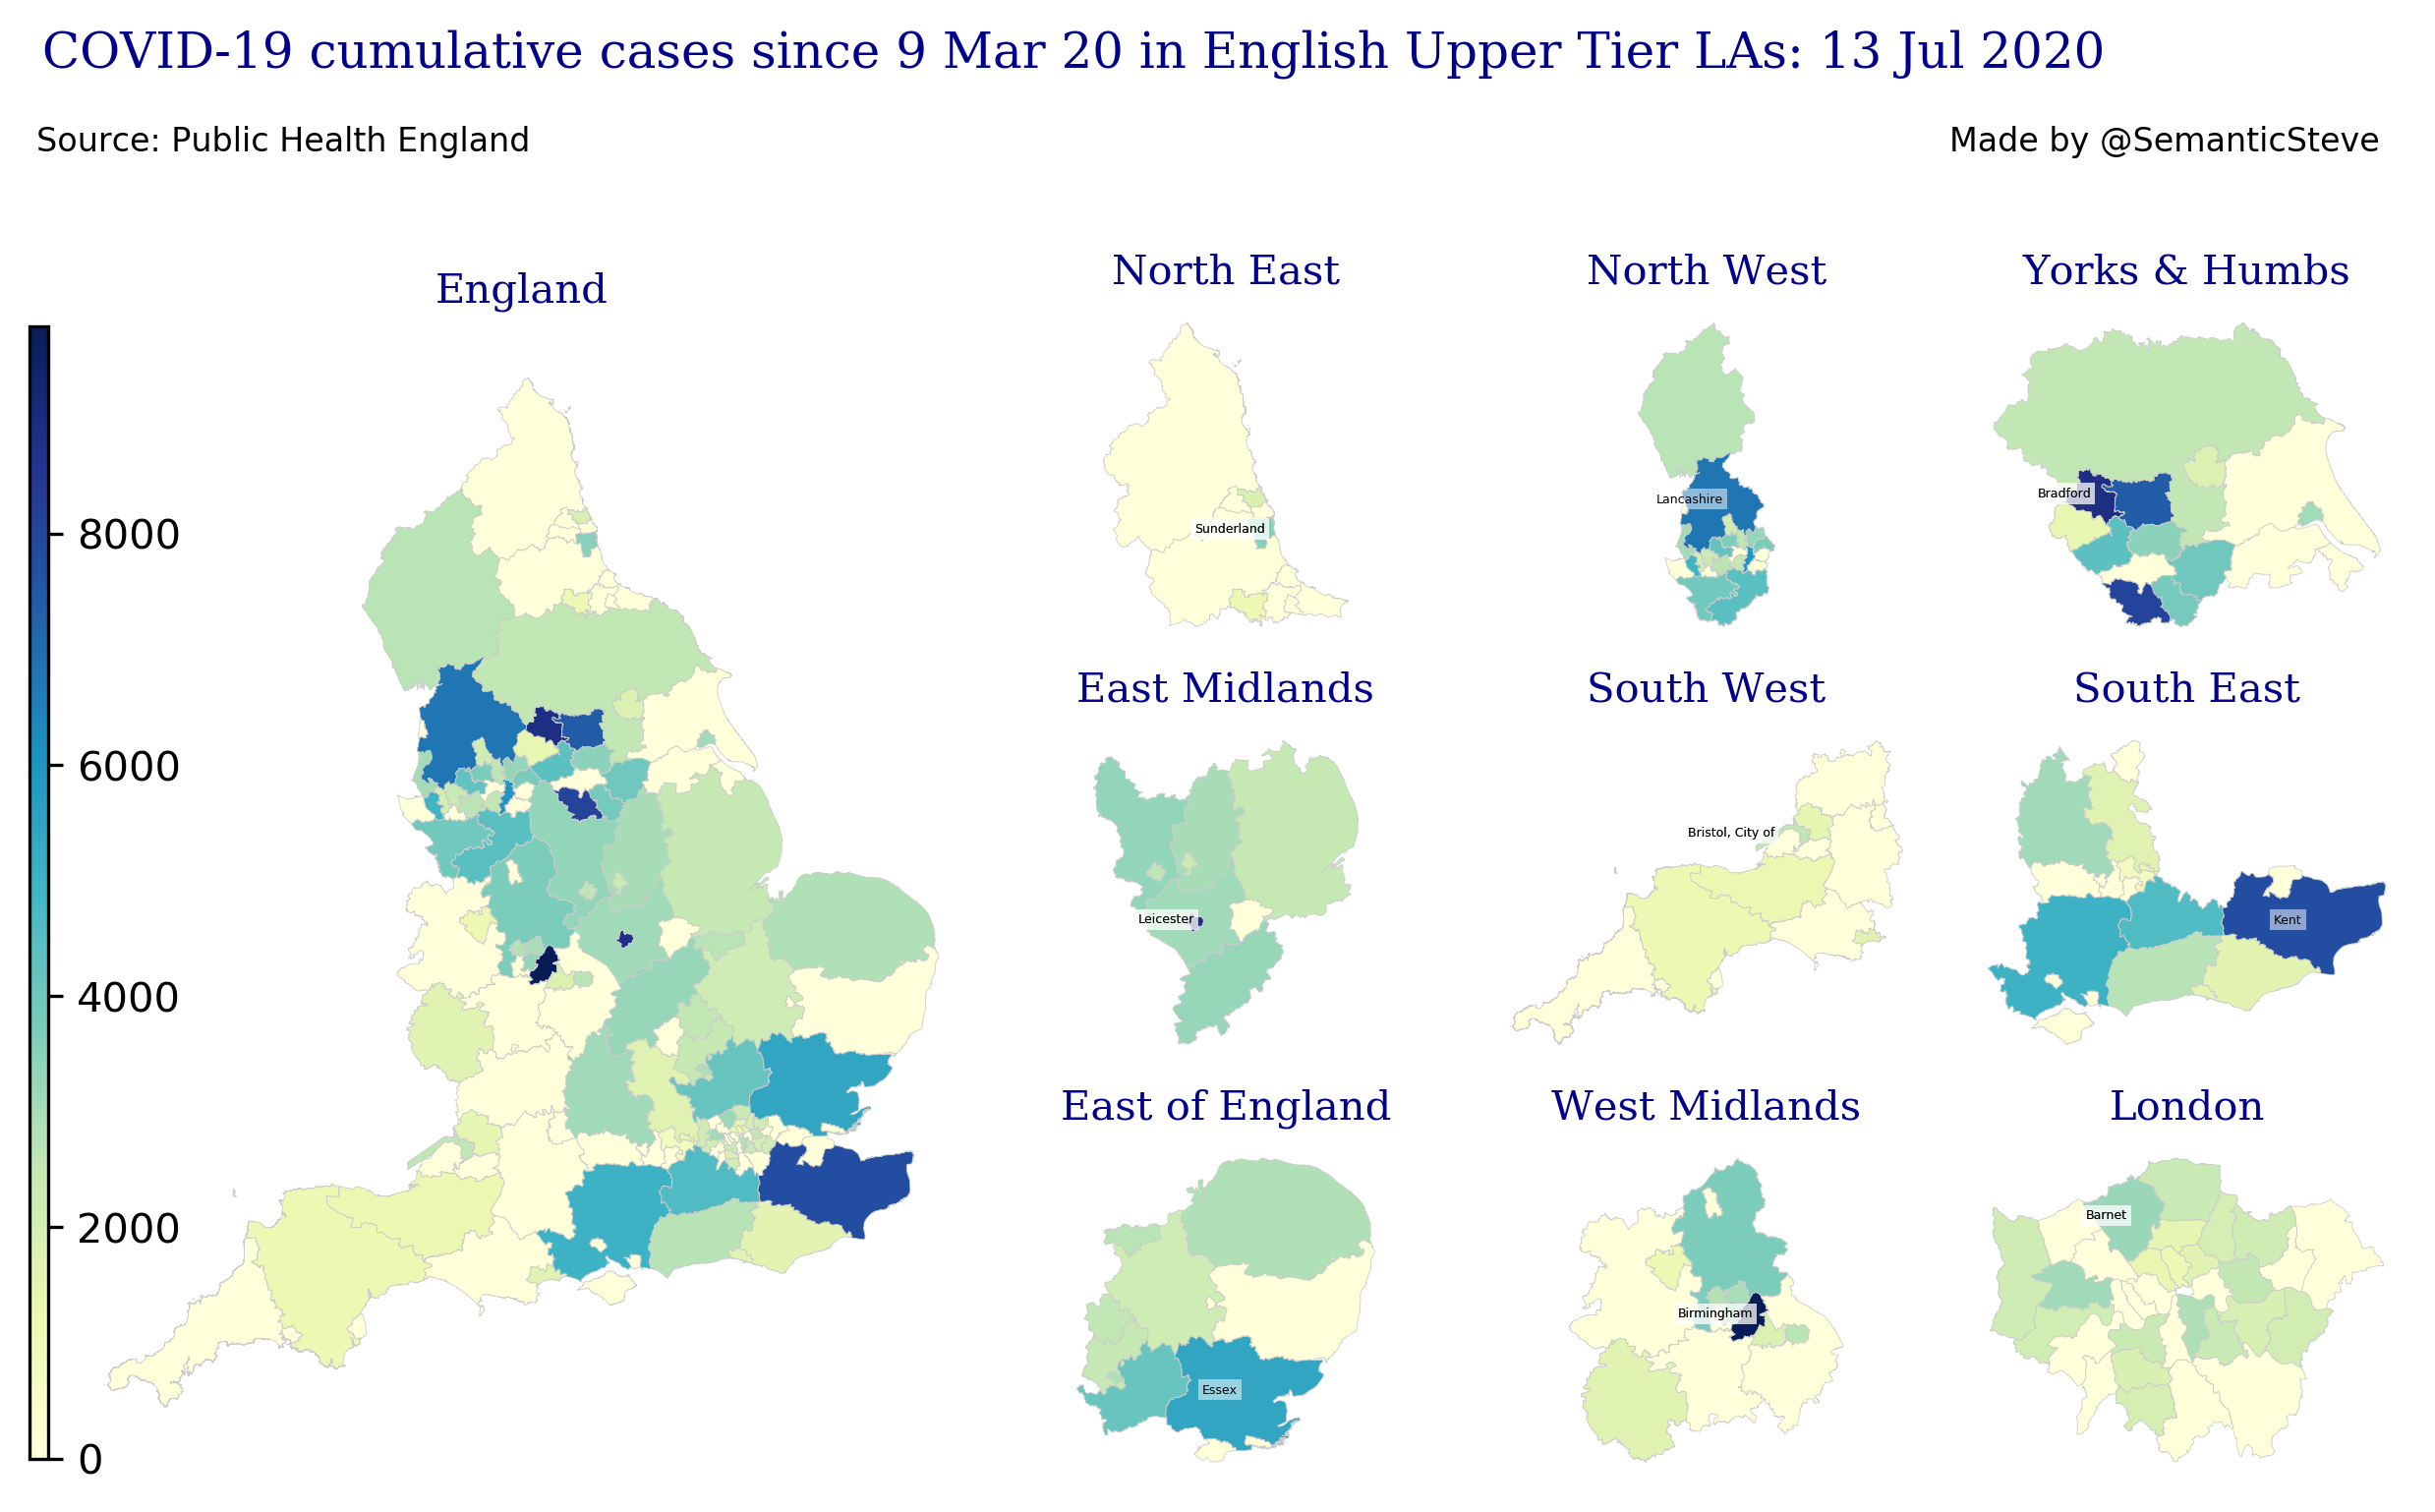 COVID-19 cumulative cases since 9 Mar 20 in English Upper Tier LAs: 13 Jul 2020
Source: Public Health England
Made by @SemanticSteve
England
8000
6000
4000
2000
0
North East
Sunderland
North West
Lancashire
Yorks & Humbs
Bradford
East Midlands
Leicester
South West
Bristol, City of
South East
Kent
East of England
Essex
West Midlands
Birmingham
London
Barnet